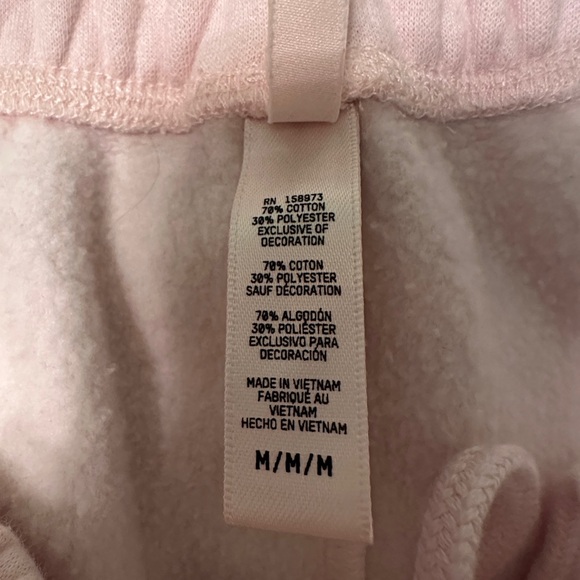 RN 158973
70% COTTON
30% POLYESTER
EXCLUSIVE OF
DECORATION
70% COTON
30% POLYESTER
SAUF DÉCORATION
70% ALGODÓN
30% POLIÉSTER
EXCLUSIVO PARA
DECORACIÓN
MADE IN VIETNAM
FABRIQUÉ AU
VIETNAM
HECHO EN VIETNAM
M/M/M